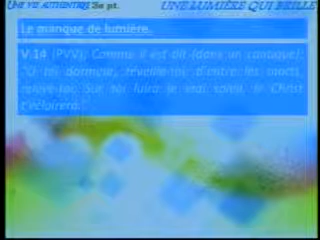 UNE VIE AUTHENTIQUE 3e pt. UNE LUMIÈRE QUI BRILLE
Le manque de lumière.
V.14 (PVV), Comme il est dit (dans un cantique):
"O toi dormeur, réveille-toi, d'entre les morts
relève-toi. Sur toi luira le vrai soleil: le Christ
t'éclairera."